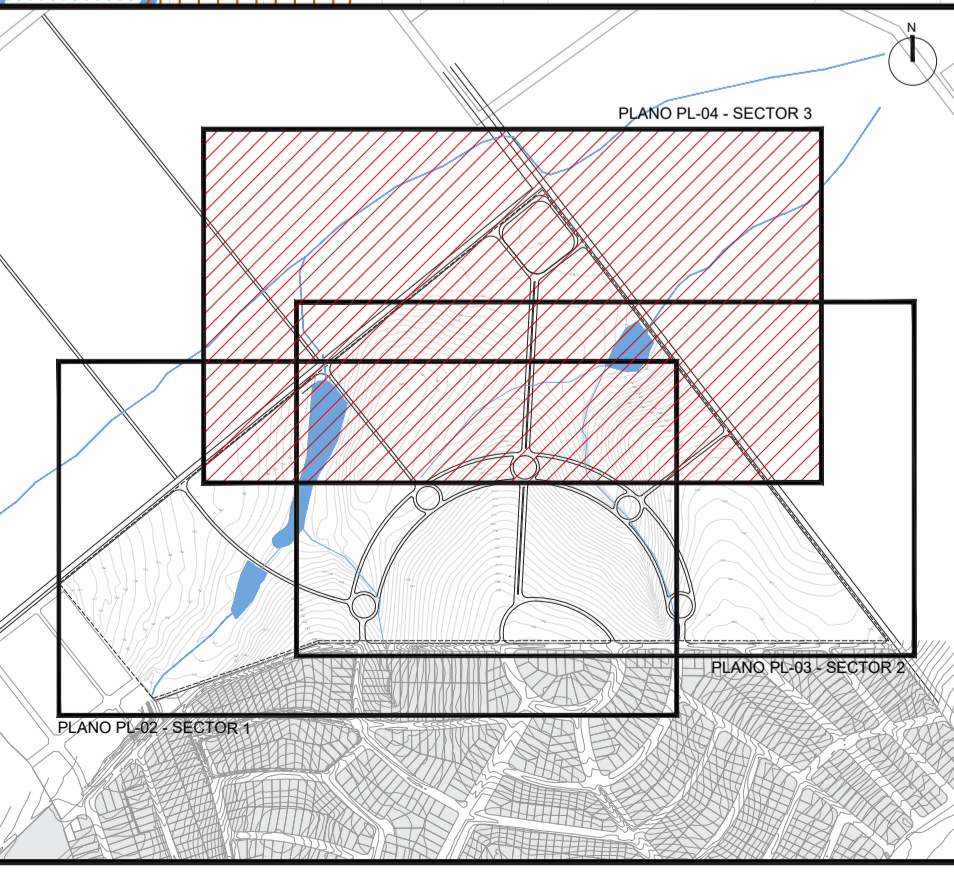 N
PLANO PL-04 - SECTOR 3
PLANO PL-03 - SECTOR 2
PLANO PL-02 - SECTOR 1